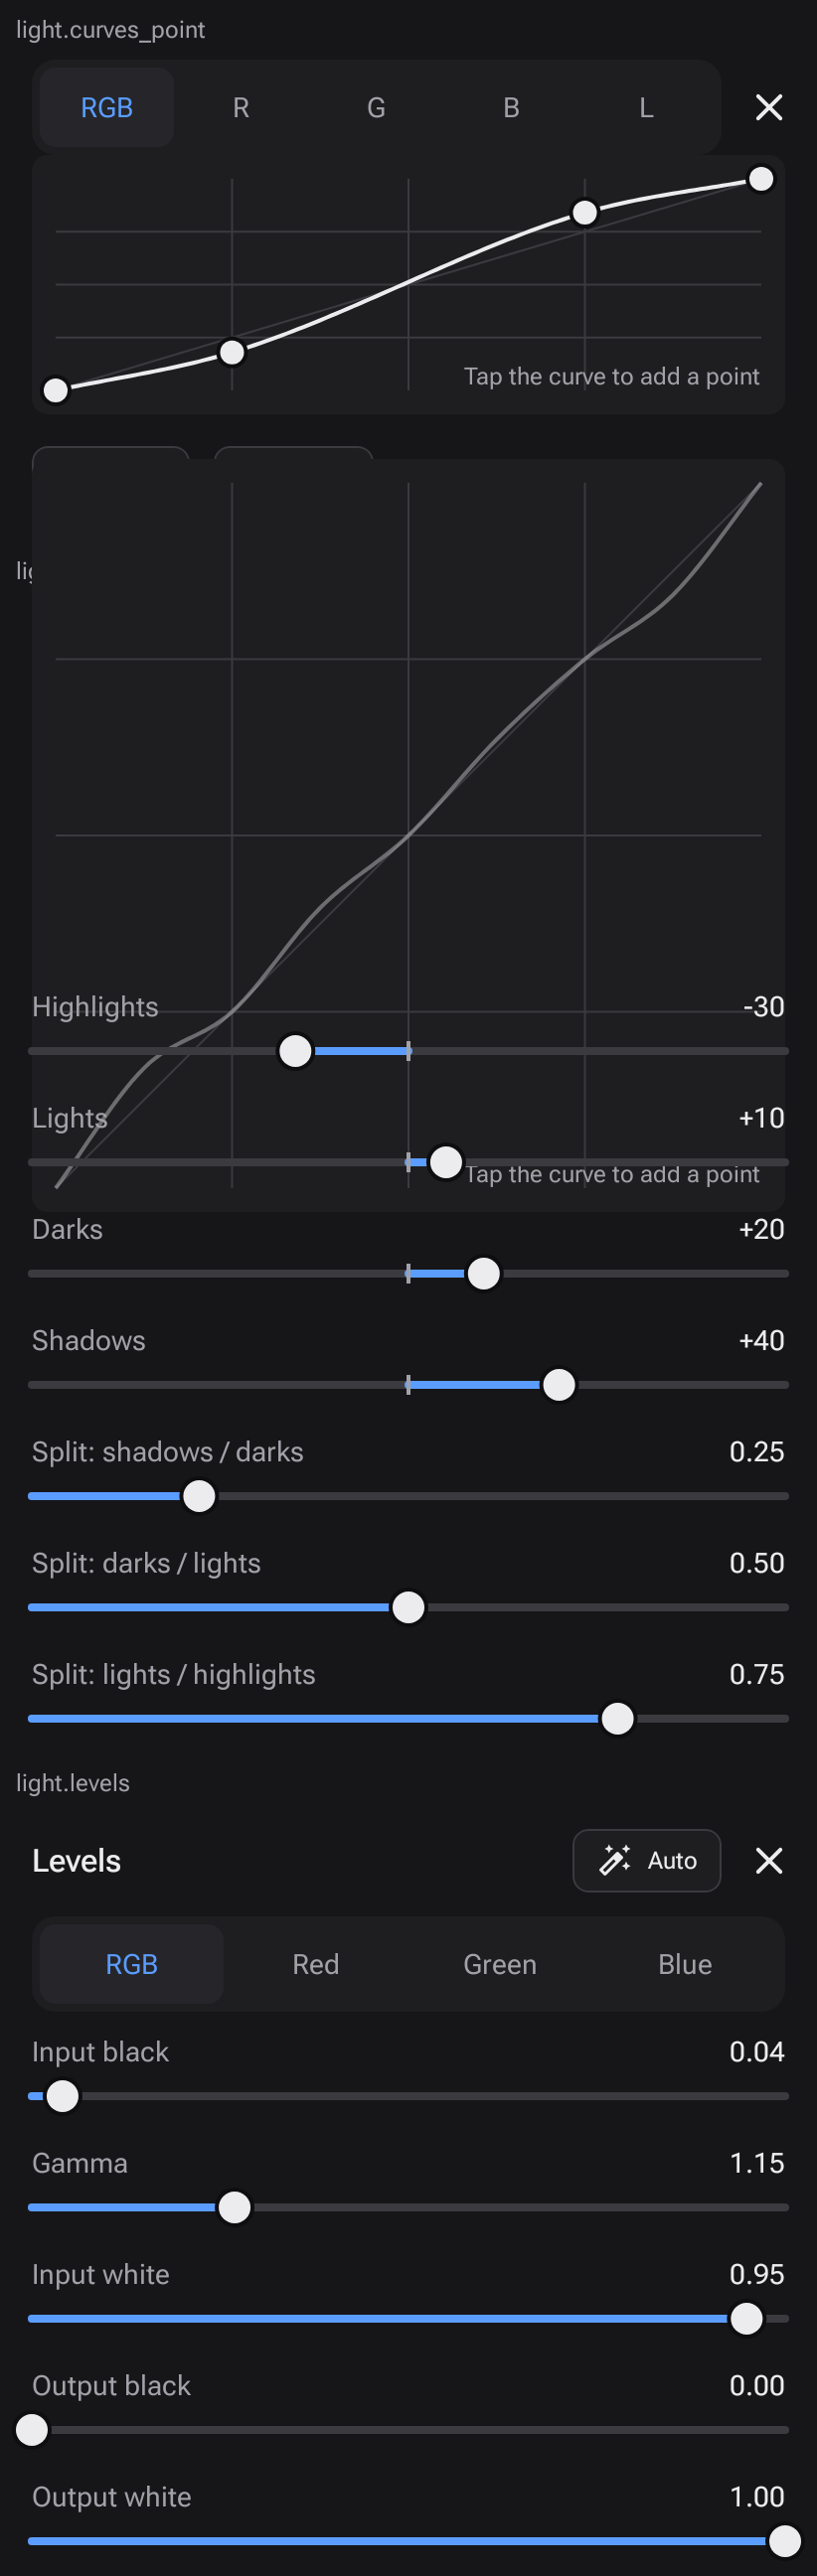 light.curves_point
RGB R G B L
Tap the curve to add a point
Highlights -30
Lights +10
Tap the curve to add a point
Darks +20
Shadows +40
Split: shadows / darks 0.25
Split: darks / lights 0.50
Split: lights / highlights 0.75
light.levels
Levels Auto
RGB Red Green Blue
Input black 0.04
Gamma 1.15
Input white 0.95
Output black 0.00
Output white 1.00